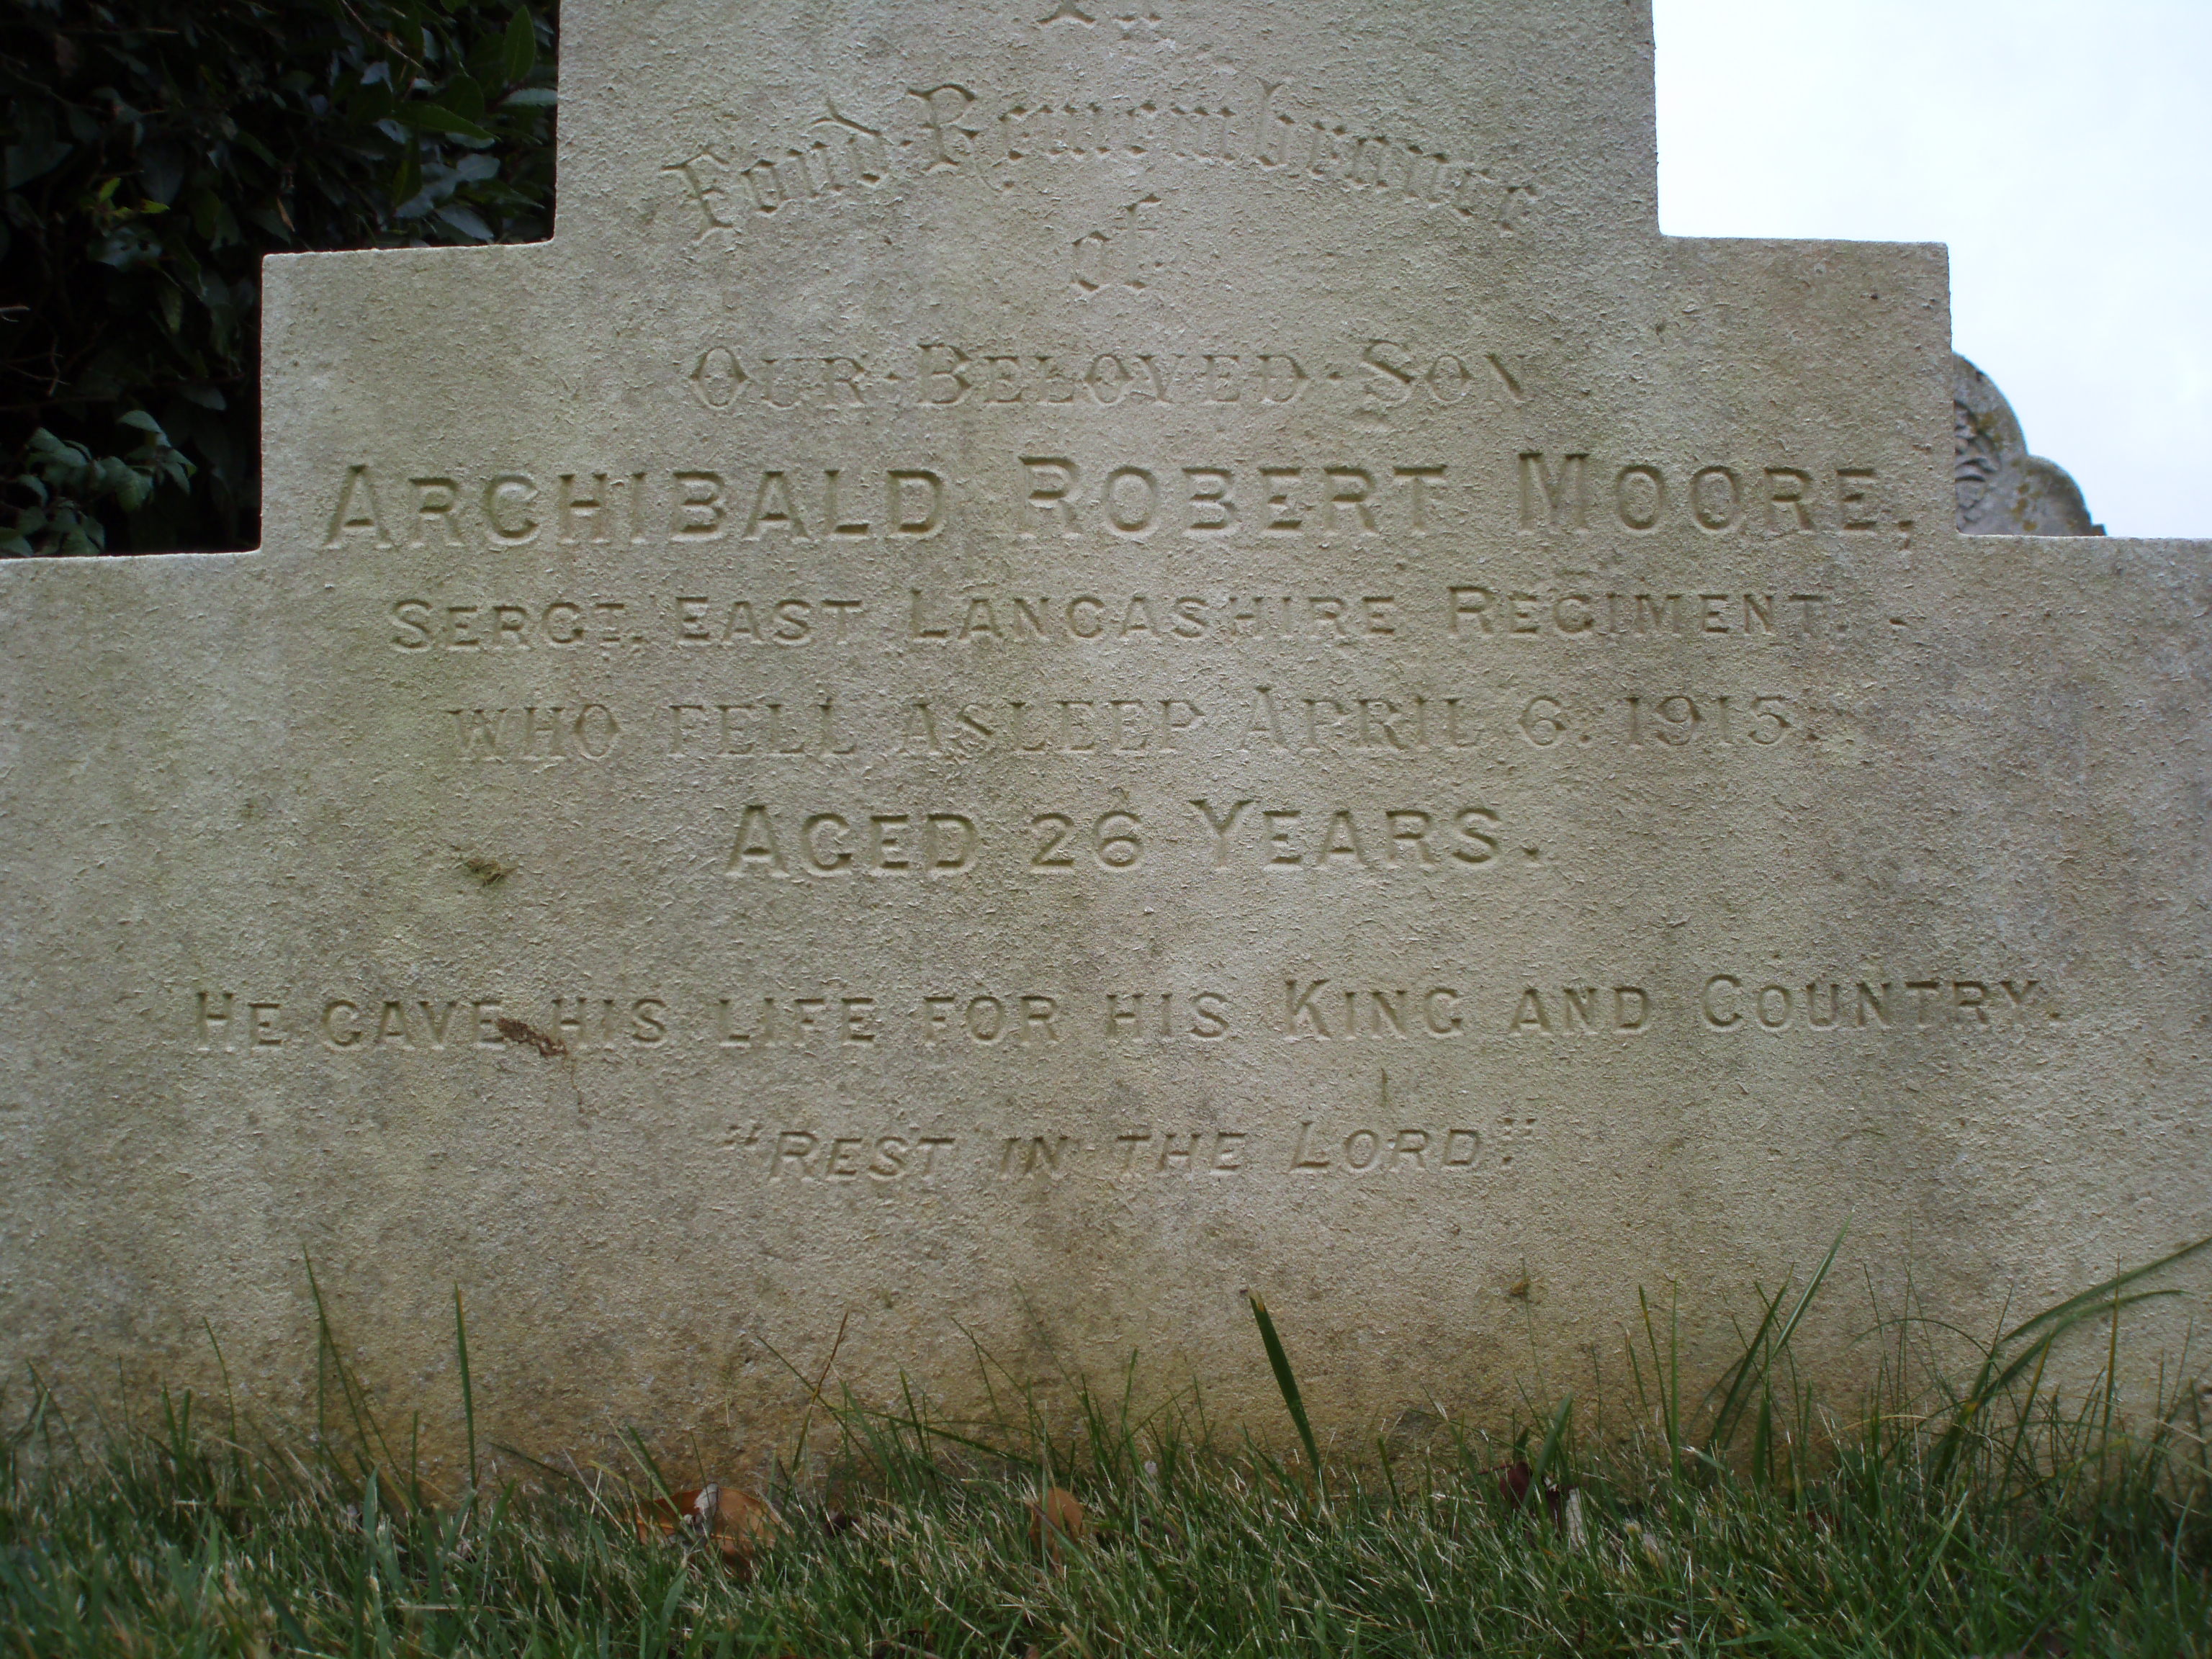 Fond Remembrance
of
OUR BELOVED SON
ARCHIBALD ROBERT MOORE,
SERGT. EAST LANCASHIRE REGIMENT.
WHO FELL ASLEEP APRIL 6. 1915.
AGED 26 YEARS.
HE GAVE HIS LIFE FOR HIS KING AND COUNTRY.
"REST IN THE LORD."